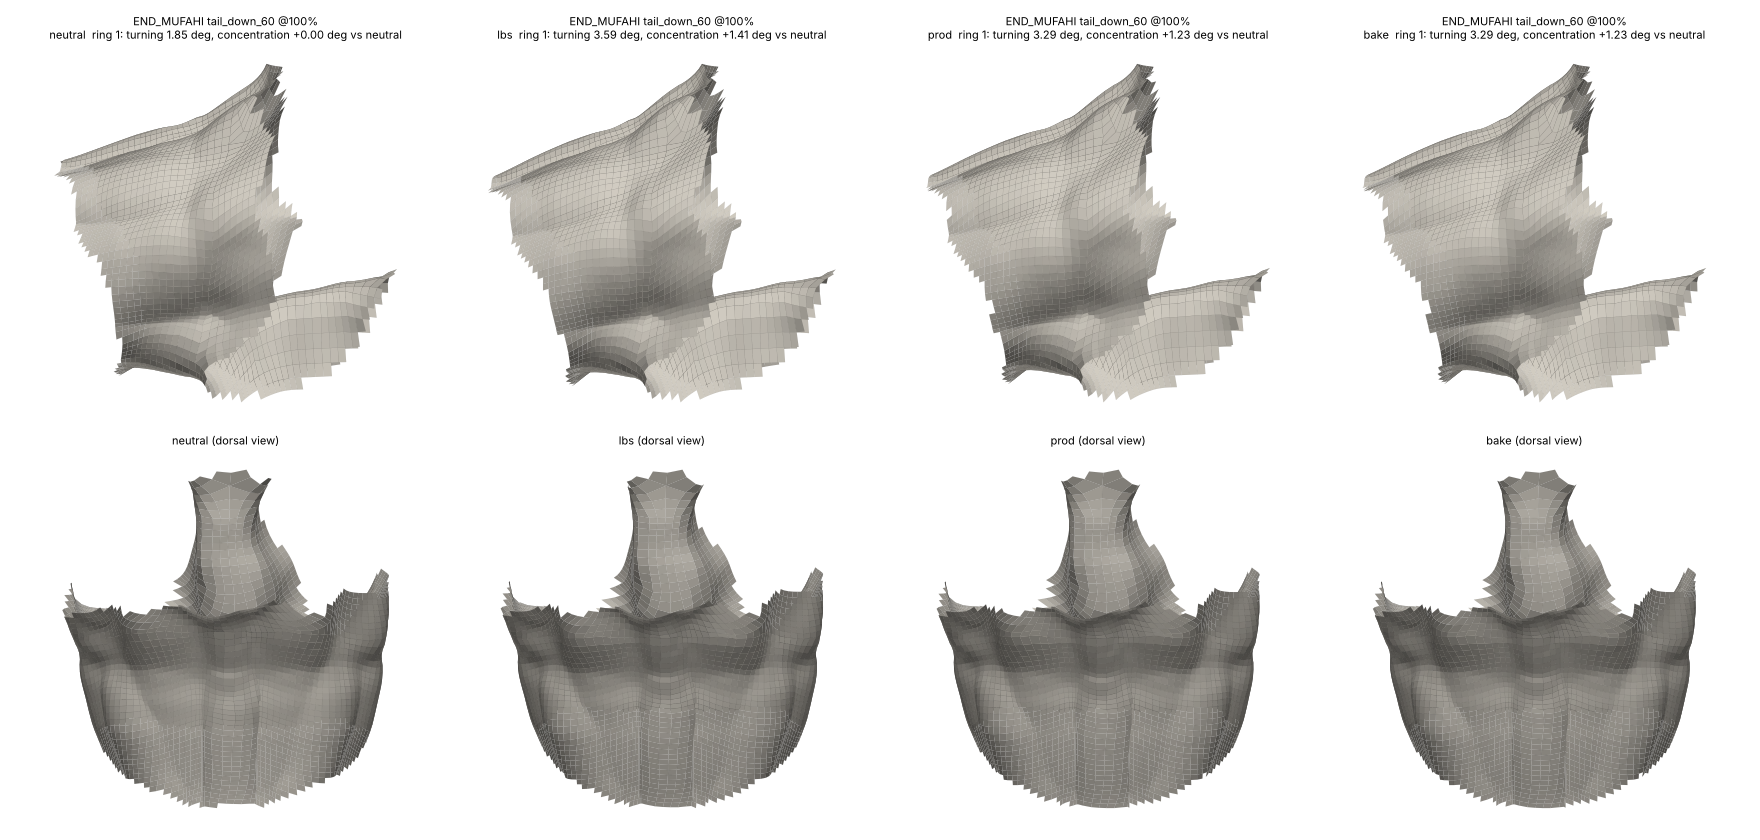 END_MUFAHI tail_down_60 @100%
neutral  ring 1: turning 1.85 deg, concentration +0.00 deg vs neutral
END_MUFAHI tail_down_60 @100%
lbs  ring 1: turning 3.59 deg, concentration +1.41 deg vs neutral
END_MUFAHI tail_down_60 @100%
prod  ring 1: turning 3.29 deg, concentration +1.23 deg vs neutral
END_MUFAHI tail_down_60 @100%
bake  ring 1: turning 3.29 deg, concentration +1.23 deg vs neutral
neutral (dorsal view)
lbs (dorsal view)
prod (dorsal view)
bake (dorsal view)